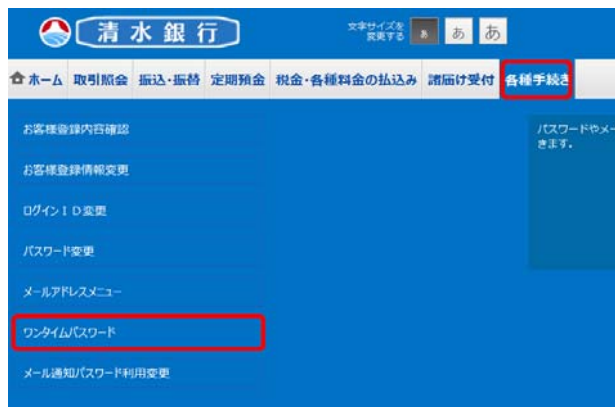 清水銀行
文字サイズを
変更する
あ あ あ
ホーム 取引照会 振込・振替 定期預金 税金・各種料金の払込み 諸届け受付 各種手続き
お客様登録内容確認
パスワードやメー
きます。
お客様登録情報変更
ログインＩＤ変更
パスワード変更
メールアドレスメニュー
ワンタイムパスワード
メール通知パスワード利用変更